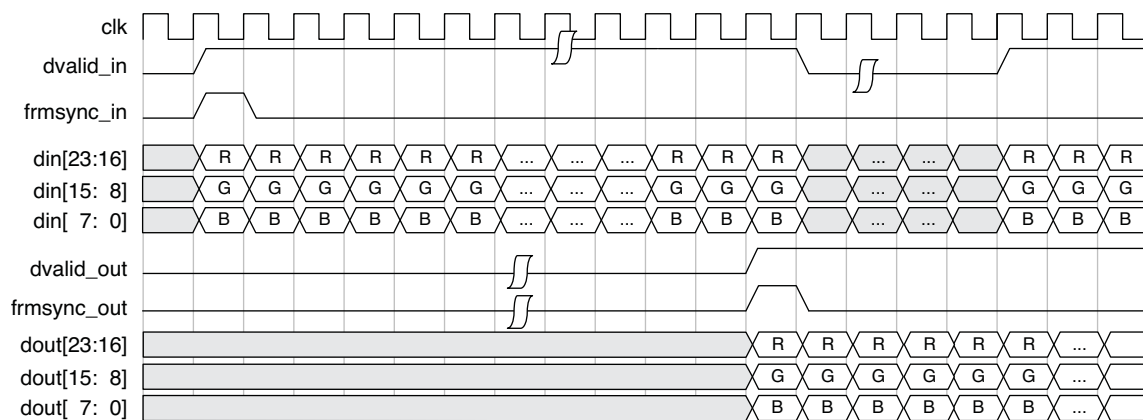 clk
dvalid_in
frmsync_in
din[23:16] R R R R R R ... ... ... R R R ... ... R R R
din[15: 8] G G G G G G ... ... ... G G G ... ... G G G
din[ 7: 0] B B B B B B ... ... ... B B B ... ... B B B
dvalid_out
frmsync_out
dout[23:16] R R R R R R ...
dout[15: 8] G G G G G G ...
dout[ 7: 0] B B B B B B ...